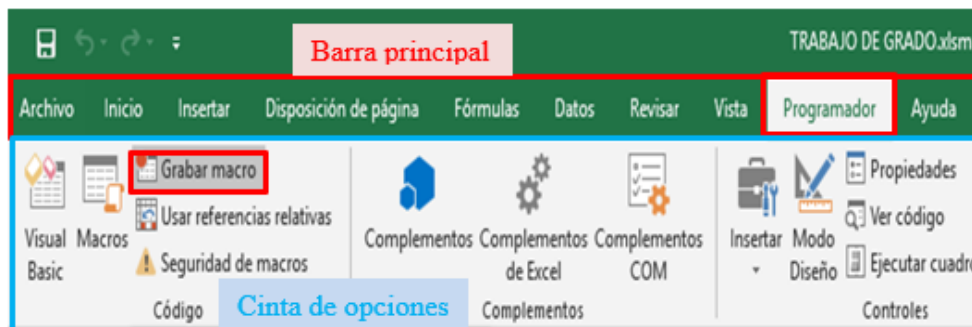 TRABAJO DE GRADO.xlsm
Barra principal
Archivo Inicio Insertar Disposición de página Fórmulas Datos Revisar Vista Programador Ayuda
Visual Basic
Macros
Grabar macro
Usar referencias relativas
Seguridad de macros
Código
Complementos
Complementos de Excel
Complementos COM
Complementos
Insertar
Modo Diseño
Propiedades
Ver código
Ejecutar cuadro
Controles
Cinta de opciones